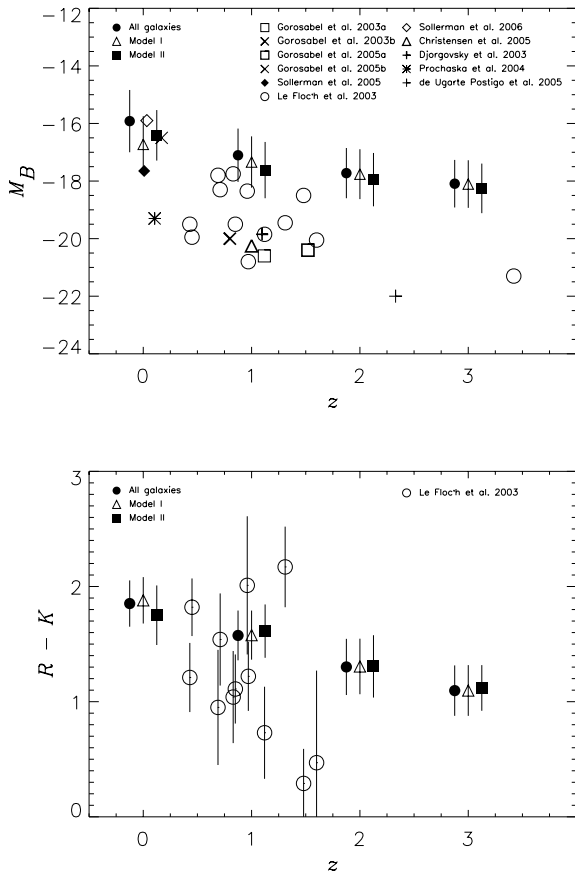 −12
−14
−16
−18
−20
−22
−24
M_B
All galaxies
Model I
Model II
Gorosabel et al. 2003a
Gorosabel et al. 2003b
Gorosabel et al. 2005a
Gorosabel et al. 2005b
Sollerman et al. 2005
Le Floc'h et al. 2003
Sollerman et al. 2006
Christensen et al. 2005
Djorgovsky et al. 2003
Prochaska et al. 2004
de Ugarte Postigo et al. 2005
0 1 2 3
z
3
2
1
0
R − K
All galaxies
Model I
Model II
Le Floc'h et al. 2003
0 1 2 3
z